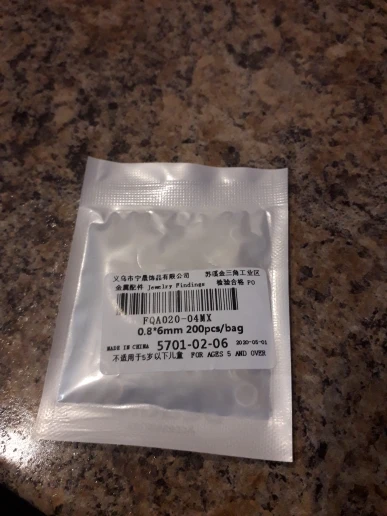 义乌市宁晨饰品有限公司 苏溪金三角工业区
金属配件 Jewelry Findings 检验合格 PO
FQA020-04MX
0.8*6mm 200pcs/bag
MADE IN CHINA 5701-02-06 2020-05-01
不适用于5岁以下儿童 FOR AGES 5 AND OVER